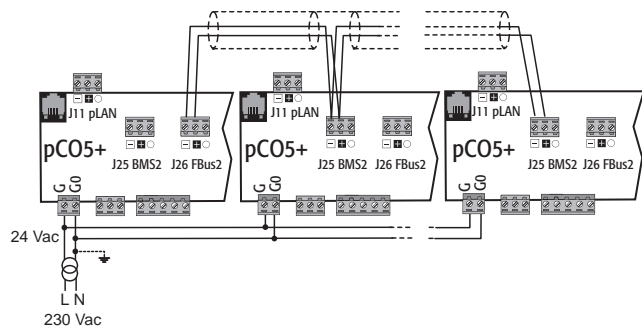 J11 pLAN
J11 pLAN
J11 pLAN
pCO5+
J25 BMS2
J26 FBus2
pCO5+
J25 BMS2
J26 FBus2
pCO5+
J25 BMS2
J26 FBus2
G
G0
G
G0
G
G0
24 Vac
L N
230 Vac